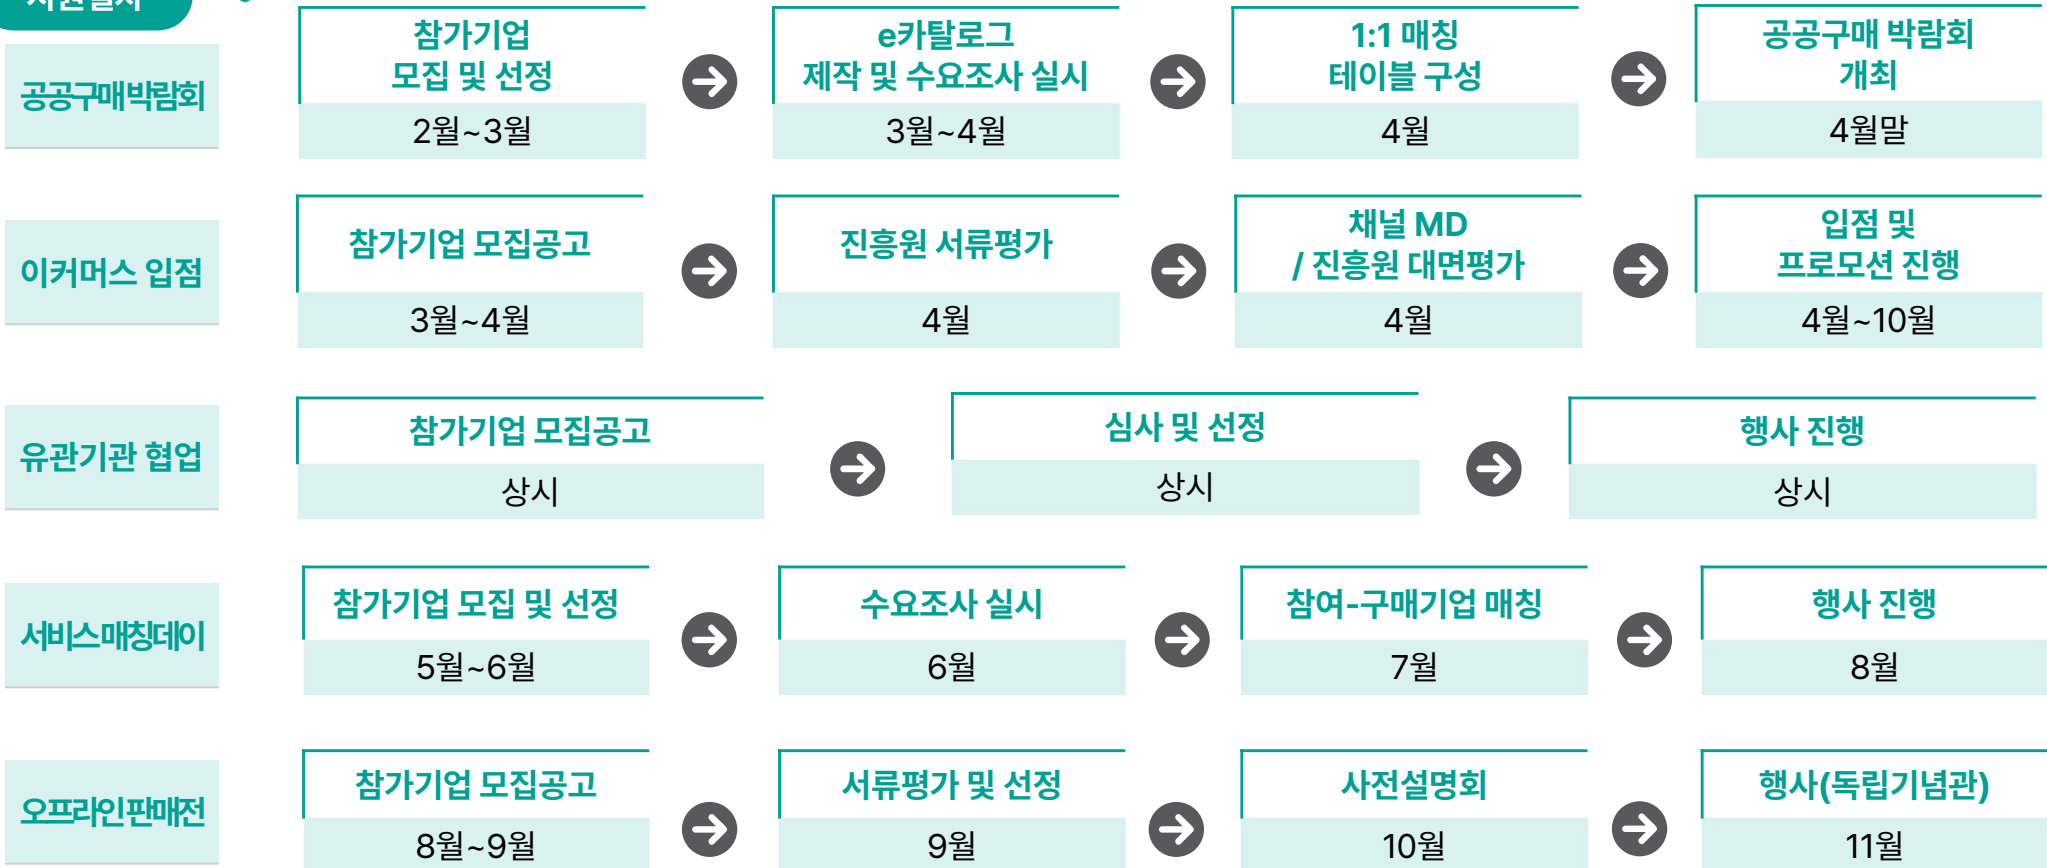 공공구매박람회
참가기업
모집 및 선정
2월~3월
e카탈로그
제작 및 수요조사 실시
3월~4월
1:1 매칭
테이블 구성
4월
공공구매 박람회
개최
4월말
이커머스 입점
참가기업 모집공고
3월~4월
진흥원 서류평가
4월
채널 MD
/ 진흥원 대면평가
4월
입점 및
프로모션 진행
4월~10월
유관기관 협업
참가기업 모집공고
상시
심사 및 선정
상시
행사 진행
상시
서비스매칭데이
참가기업 모집 및 선정
5월~6월
수요조사 실시
6월
참여-구매기업 매칭
7월
행사 진행
8월
오프라인판매전
참가기업 모집공고
8월~9월
서류평가 및 선정
9월
사전설명회
10월
행사(독립기념관)
11월